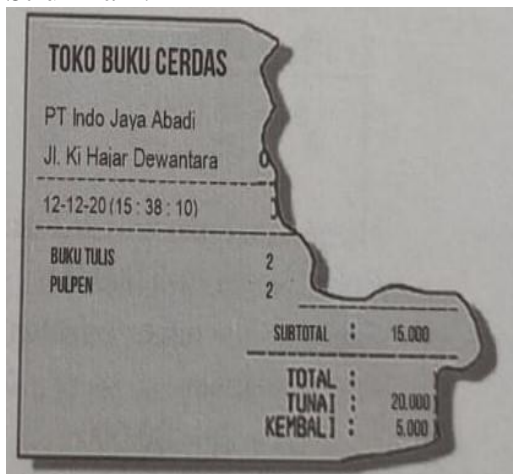 TOKO BUKU CERDAS
PT Indo Jaya Abadi
Jl. Ki Hajar Dewantara
12-12-20 (15 : 38 : 10)
BUKU TULIS 2
PULPEN 2
SUBTOTAL : 15.000
TOTAL :
TUNAI : 20.000
KEMBALI : 5.000